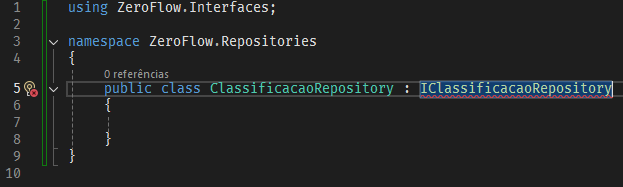 1 using ZeroFlow.Interfaces;
2
3 namespace ZeroFlow.Repositories
4 {
0 referências
5 public class ClassificacaoRepository : IClassificacaoRepository
6 {
7
8 }
9 }
10